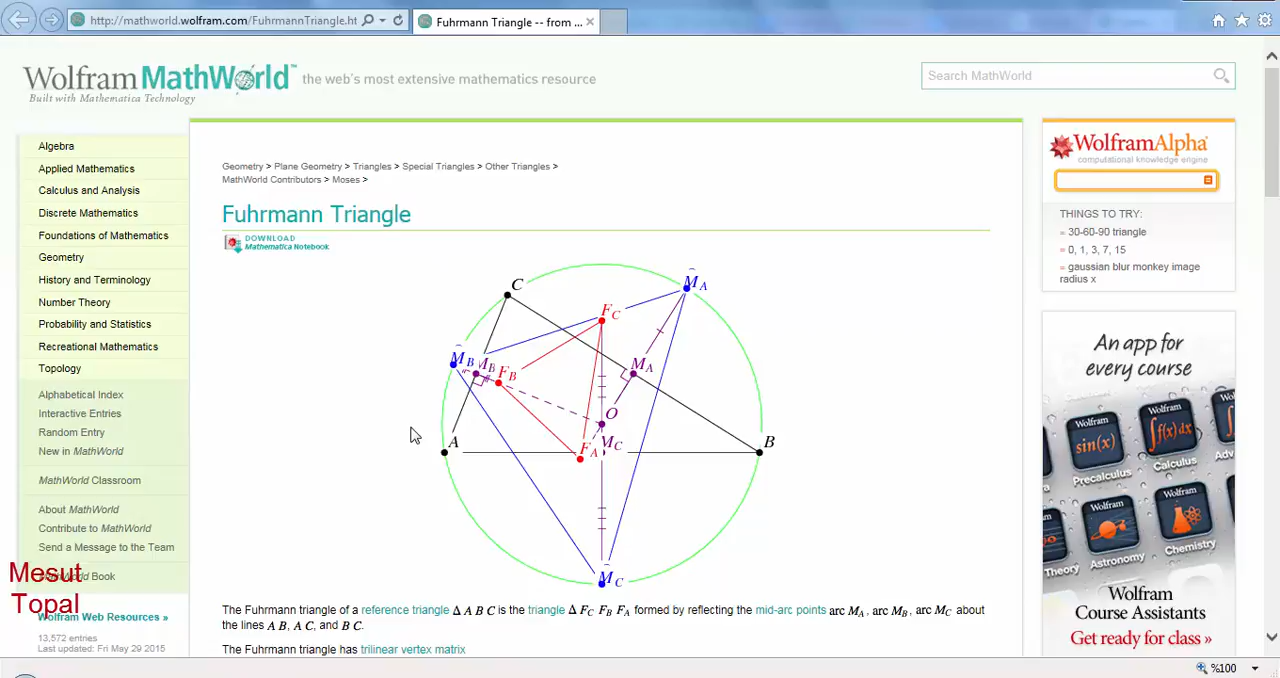 http://mathworld.wolfram.com/FuhrmannTriangle.ht
Fuhrmann Triangle -- from ...
Wolfram MathWorld™ the web's most extensive mathematics resource
Built with Mathematica Technology
Search MathWorld
Algebra
Applied Mathematics
Calculus and Analysis
Discrete Mathematics
Foundations of Mathematics
Geometry
History and Terminology
Number Theory
Probability and Statistics
Recreational Mathematics
Topology
Alphabetical Index
Interactive Entries
Random Entry
New in MathWorld
MathWorld Classroom
About MathWorld
Contribute to MathWorld
Send a Message to the Team
Book
Mesut
Topal
Wolfram Web Resources »
13,572 entries
Last updated: Fri May 29 2015
Geometry > Plane Geometry > Triangles > Special Triangles > Other Triangles >
MathWorld Contributors > Moses >
Fuhrmann Triangle
DOWNLOAD
Mathematica Notebook
C
M_A
F_C
M_B
M_B
F_B
M_A
O
A
F_A
M_C
B
M_C
The Fuhrmann triangle of a reference triangle Δ A B C is the triangle Δ F_C F_B F_A formed by reflecting the mid-arc points arc M_A, arc M_B, arc M_C about
the lines A B, A C, and B C.
The Fuhrmann triangle has trilinear vertex matrix
WolframAlpha
computational knowledge engine
THINGS TO TRY:
= 30-60-90 triangle
= 0, 1, 3, 7, 15
= gaussian blur monkey image
radius x
An app for
every course
Wolfram
sin(x)
Precalculus
Wolfram
∫f(x)dx
Calculus
Wolfram
Astronomy
Wolfram
Chemistry
Theory
Wolfram
Course Assistants
Get ready for class »
%100